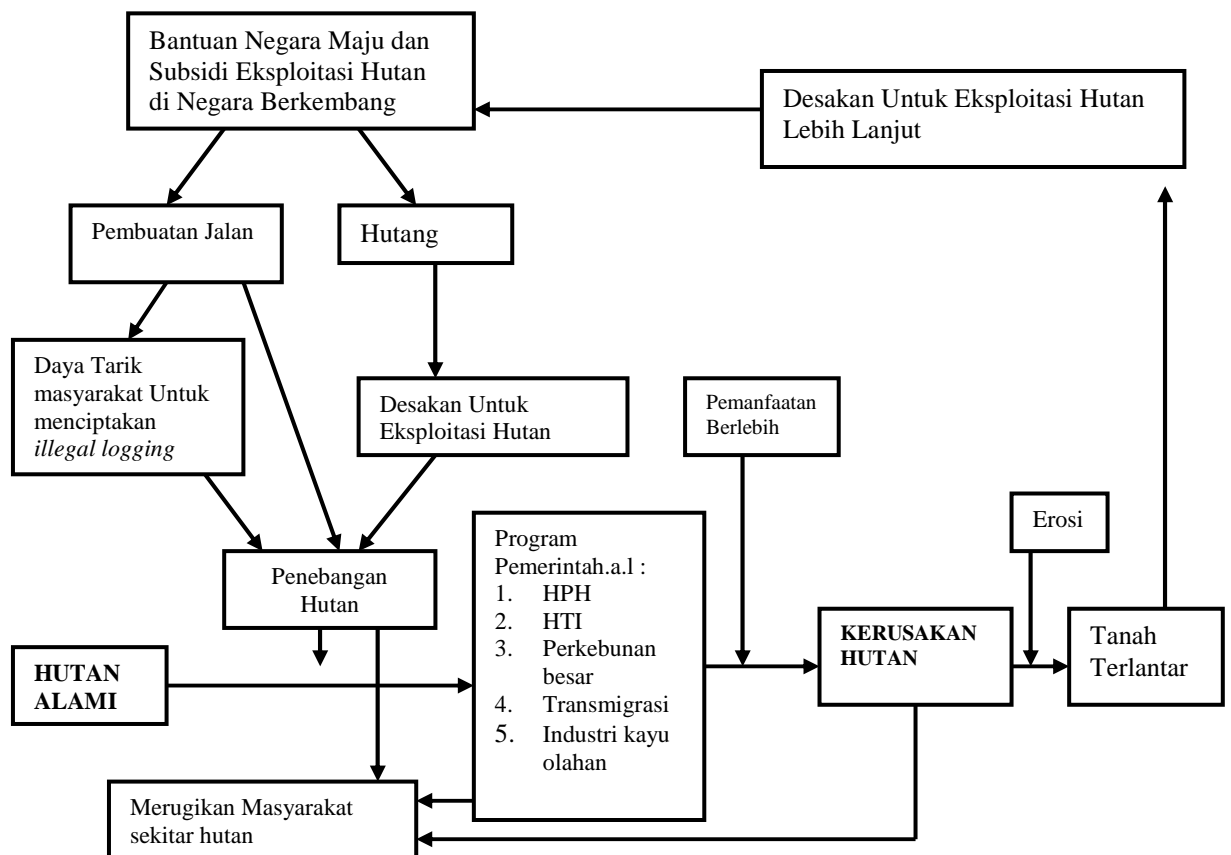 Bantuan Negara Maju dan
Subsidi Eksploitasi Hutan
di Negara Berkembang
Desakan Untuk Eksploitasi Hutan
Lebih Lanjut
Pembuatan Jalan
Hutang
Daya Tarik
masyarakat Untuk
menciptakan
illegal logging
Desakan Untuk
Eksploitasi Hutan
Pemanfaatan
Berlebih
Erosi
Penebangan
Hutan
Program
Pemerintah.a.l :
1. HPH
2. HTI
3. Perkebunan
besar
4. Transmigrasi
5. Industri kayu
olahan
KERUSAKAN
HUTAN
Tanah
Terlantar
HUTAN
ALAMI
Merugikan Masyarakat
sekitar hutan